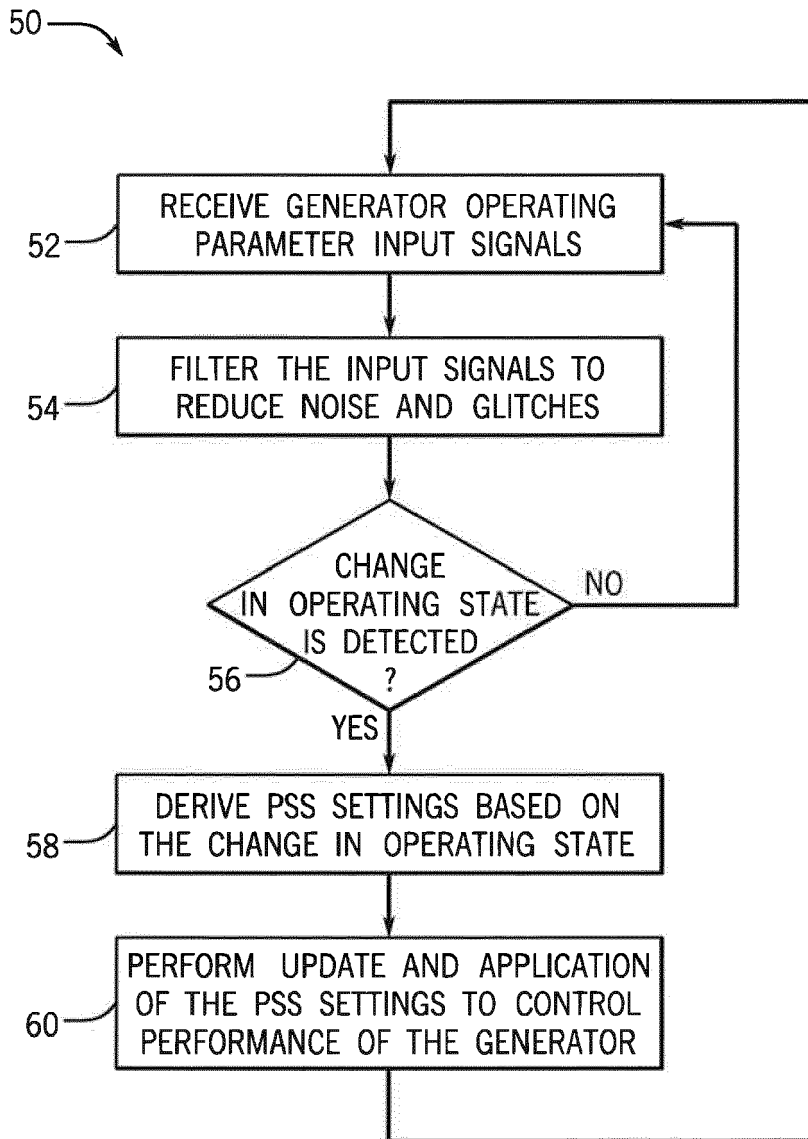 50
RECEIVE GENERATOR OPERATING
PARAMETER INPUT SIGNALS
52
FILTER THE INPUT SIGNALS TO
REDUCE NOISE AND GLITCHES
54
CHANGE
IN OPERATING STATE
IS DETECTED
?
NO
56
YES
DERIVE PSS SETTINGS BASED ON
THE CHANGE IN OPERATING STATE
58
PERFORM UPDATE AND APPLICATION
OF THE PSS SETTINGS TO CONTROL
PERFORMANCE OF THE GENERATOR
60